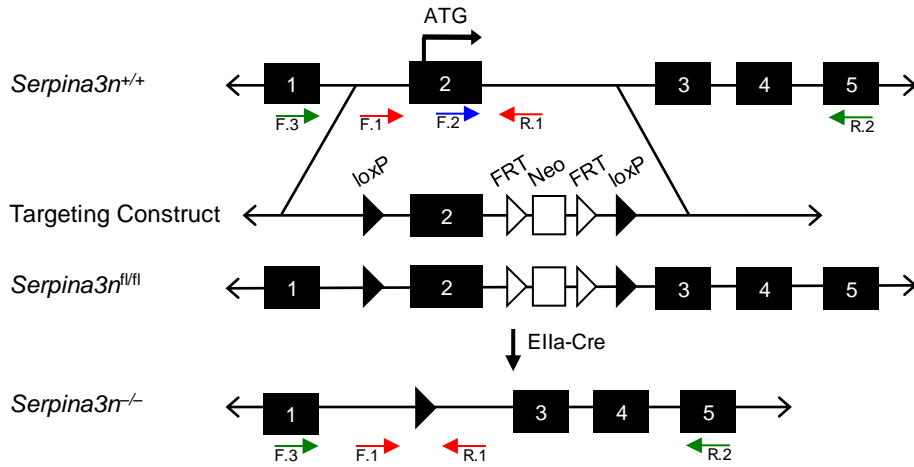 ATG
Serpina3n+/+
1
2
3
4
5
F.3
F.1
F.2
R.1
R.2
loxP
FRT
Neo
FRT
loxP
Targeting Construct
2
Serpina3nfl/fl
1
2
3
4
5
EIIa-Cre
Serpina3n–/–
1
3
4
5
F.3
F.1
R.1
R.2